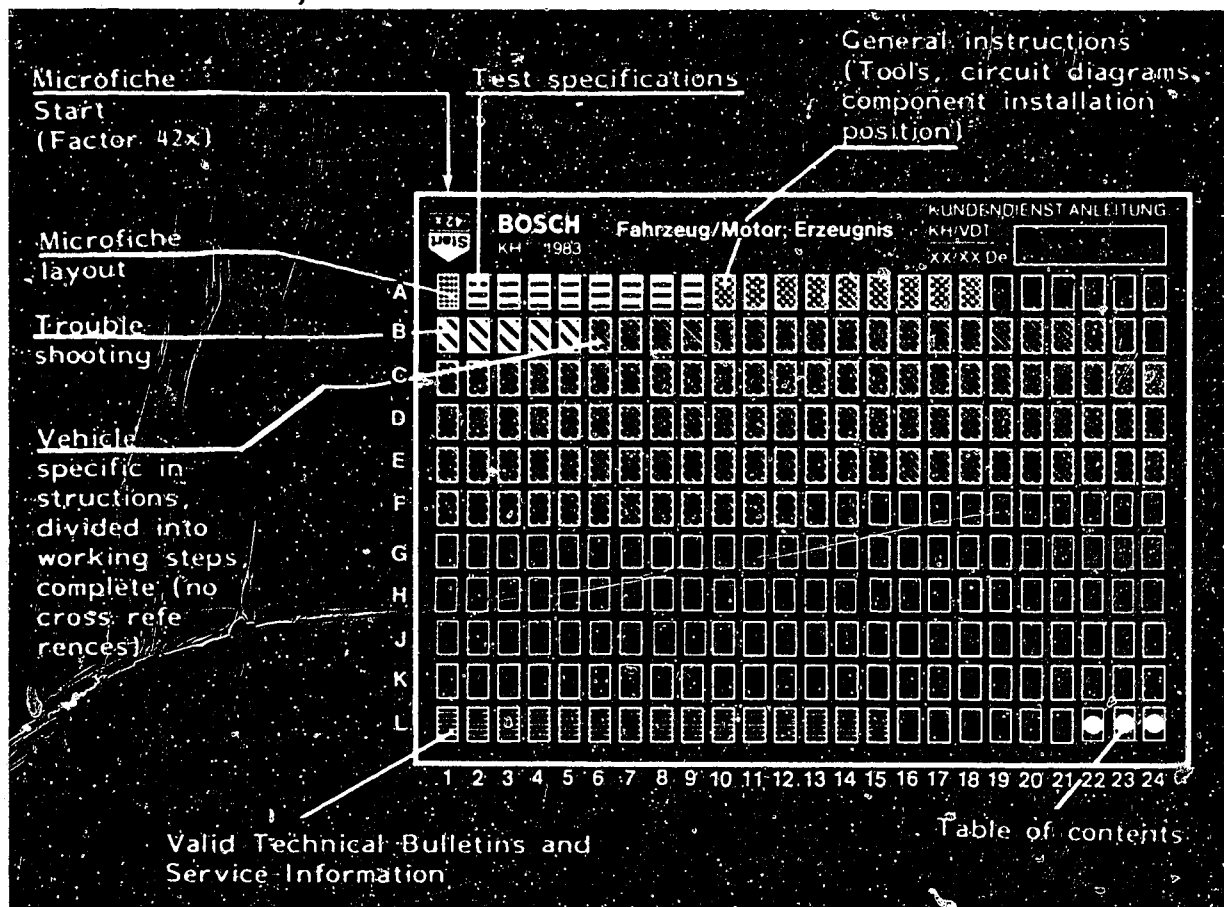 Microfiche
Start
(Factor 42x)
Test specifications
General instructions
(Tools, circuit diagrams,
component installation
position)
Microfiche
layout
Trouble
shooting
Vehicle
specific in
structions,
divided into
working steps,
complete (no
cross refe
rences)
Start
42x
BOSCH
KH 1983
Fahrzeug/Motor; Erzeugnis
KUNDENDIENST ANLEITUNG
KH/VDT
XX/XX De
A
B
C
D
E
F
G
H
J
K
L
1 2 3 4 5 6 7 8 9 10 11 12 13 14 15 16 17 18 19 20 21 22 23 24
Valid Technical Bulletins and
Service Information
Table of contents